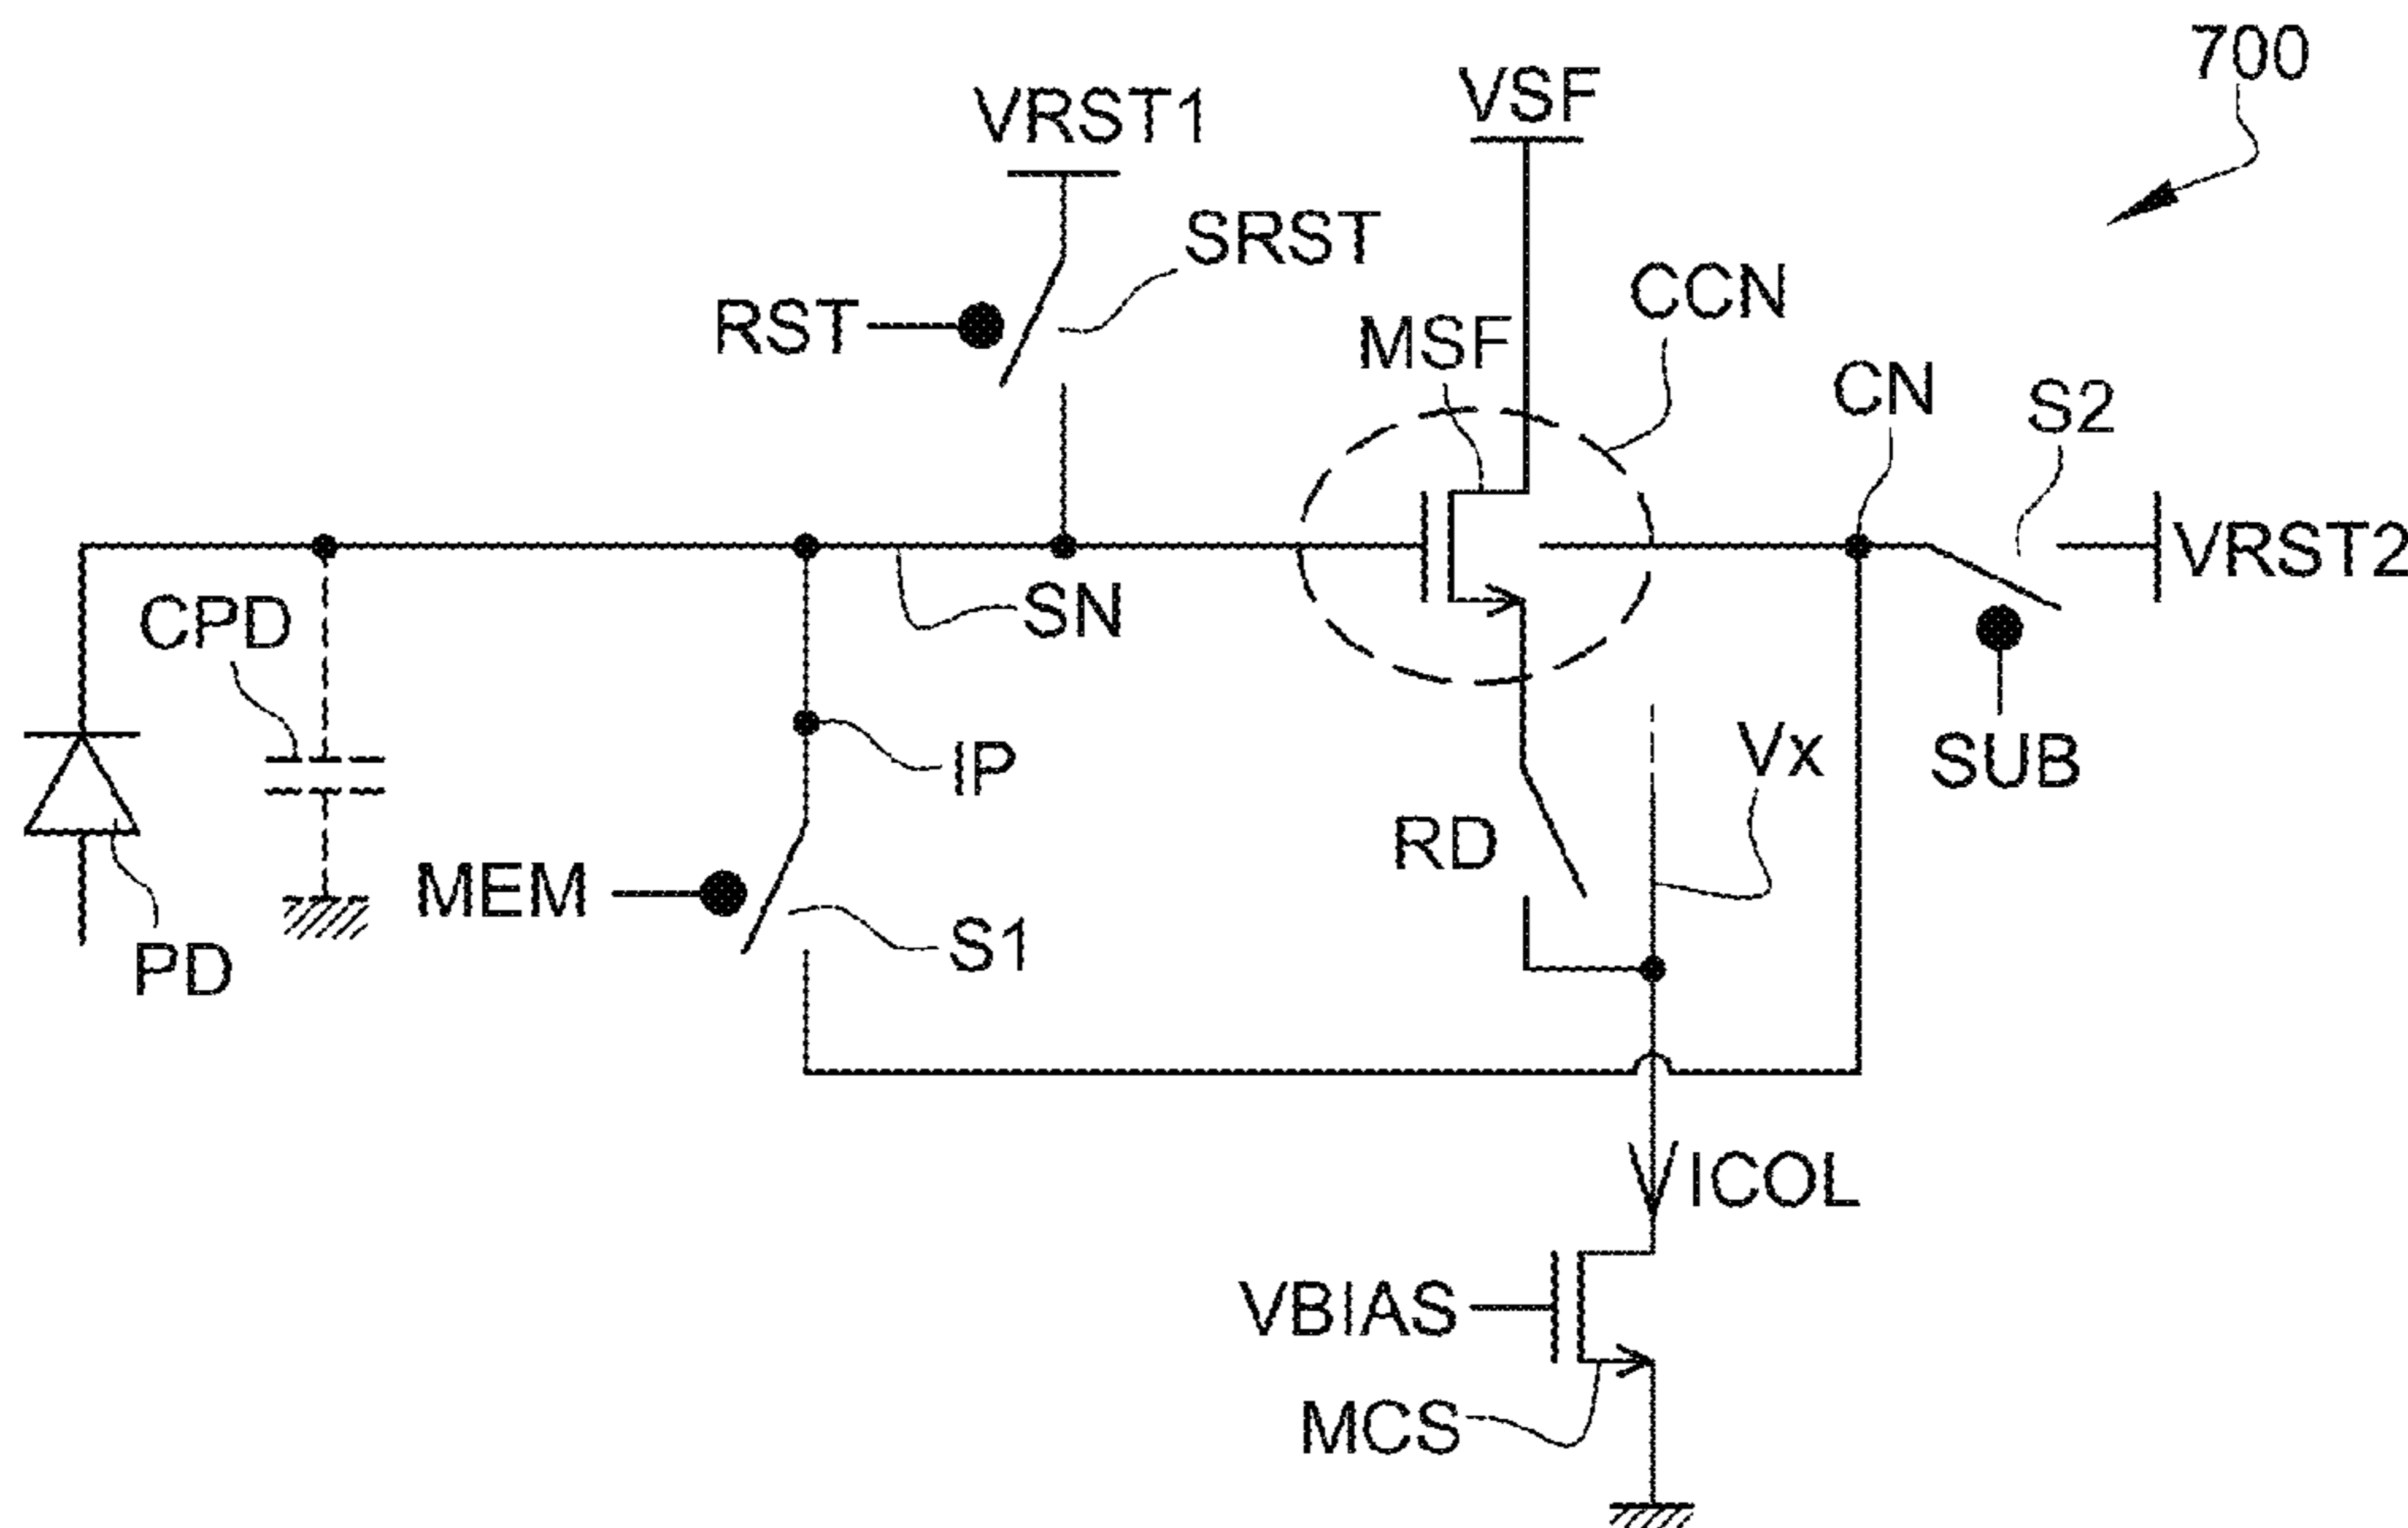 700
VSF
VRST1
SRST
CCN
RST
MSF
CN
S2
VRST2
SN
CPD
IP
Vx
SUB
RD
MEM
S1
PD
ICOL
VBIAS
MCS